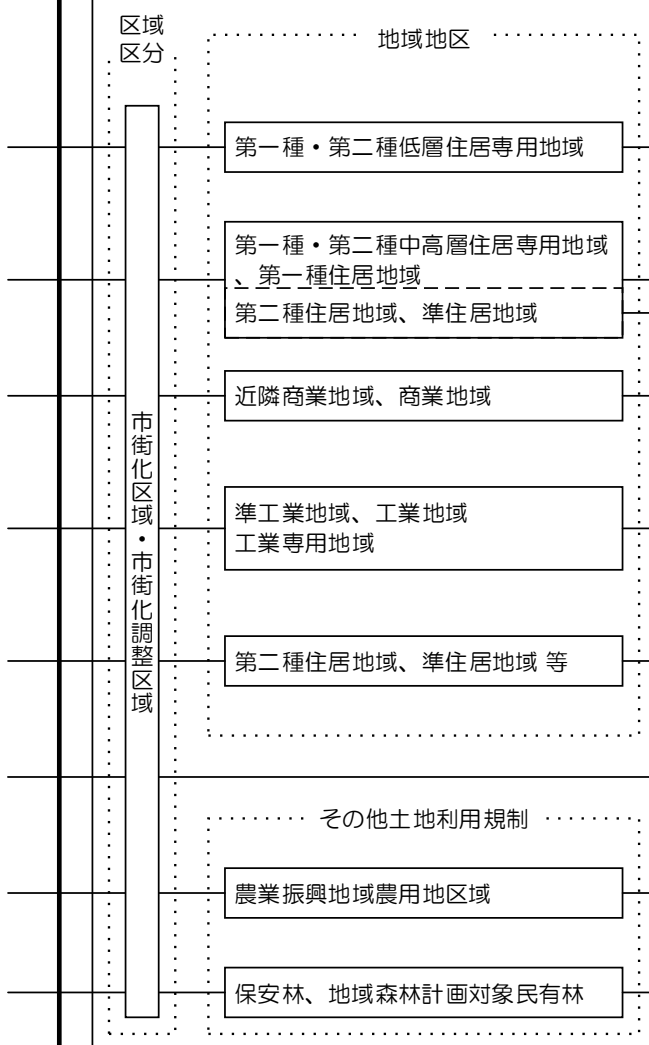 区域
区分
地域地区
市街化区域・市街化調整区域
第一種・第二種低層住居専用地域
第一種・第二種中高層住居専用地域
、第一種住居地域
第二種住居地域、準住居地域
近隣商業地域、商業地域
準工業地域、工業地域
工業専用地域
第二種住居地域、準住居地域 等
その他土地利用規制
農業振興地域農用地区域
保安林、地域森林計画対象民有林